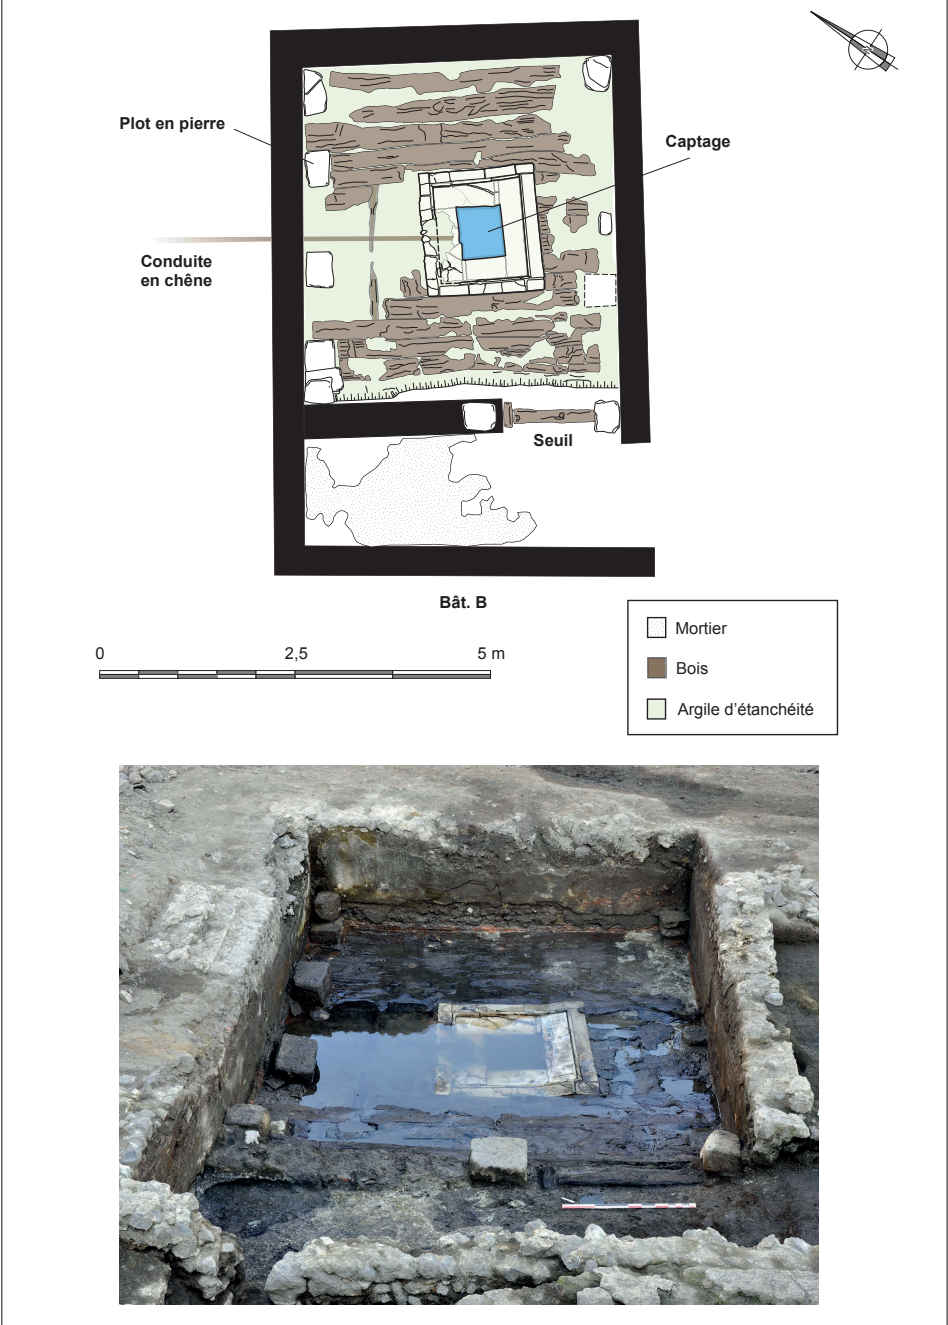 Plot en pierre
Captage
Conduite
en chêne
Seuil
Bât. B
0 2,5 5 m
Mortier
Bois
Argile d'étanchéité